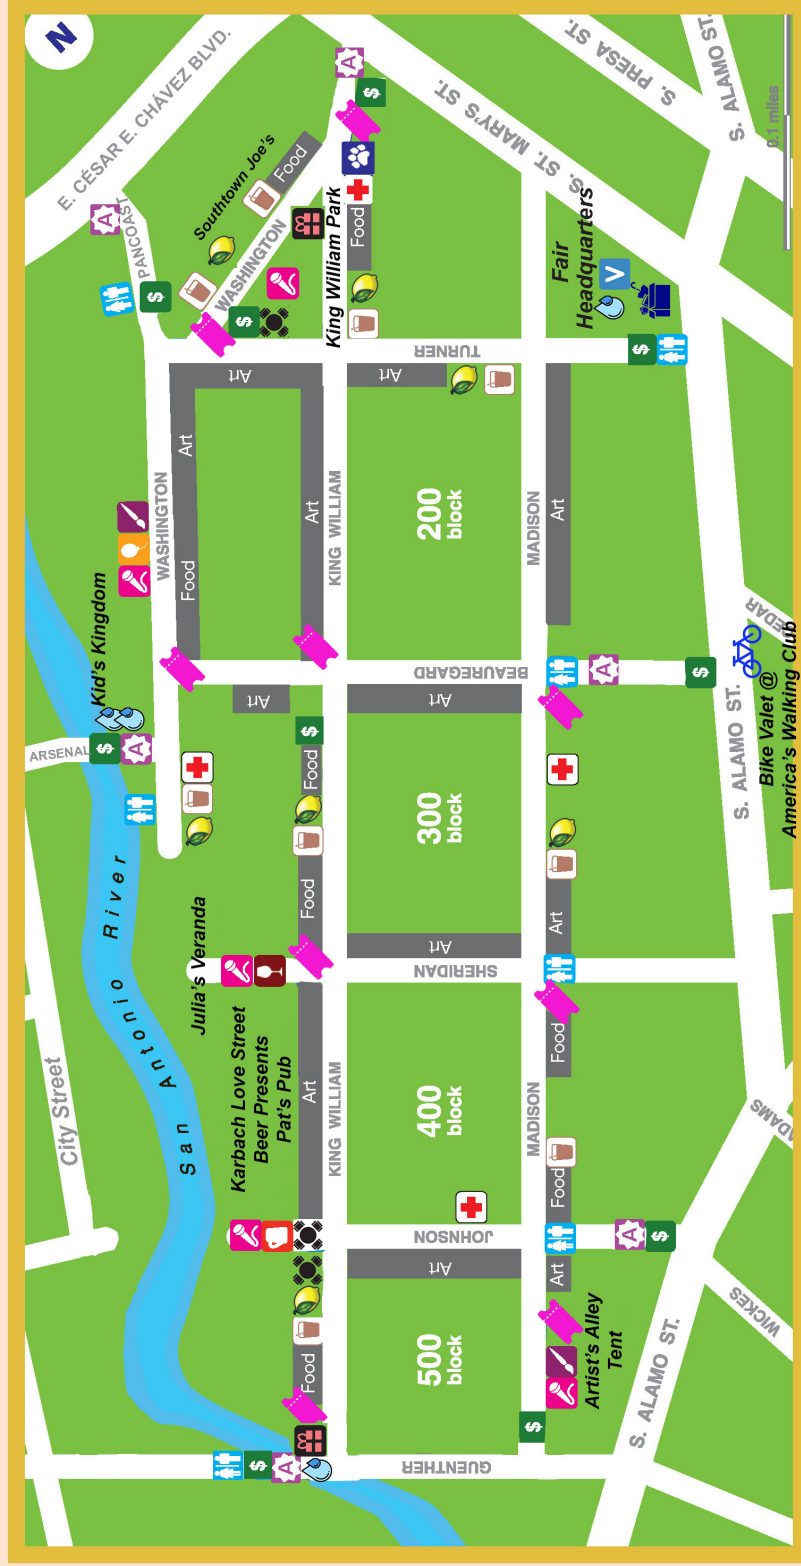 N
E. CÉSAR E. CHÁVEZ BLVD.
S. PRESA ST.
S. ALAMO ST.
0.1 miles
S. ST. MARY'S ST.
A
$
PANCOAST
A
$
Southtown Joe's
Food
WASHINGTON
$
King William Park
Food
Fair
Headquarters
V
$
TURNER
Art
Art
Art
Food
WASHINGTON
Art
KING WILLIAM
200
block
MADISON
Art
Kid's Kingdom
ARSENAL
$
A
BEAUREGARD
A
$
CEDAR
S. ALAMO ST.
Bike Valet @
America's Walking Club
Art
Art
$
Food
Food
300
block
Art
Art
San Antonio River
City Street
Julia's Veranda
SHERIDAN
Karbach Love Street
Beer Presents
Pat's Pub
Art
KING WILLIAM
400
block
MADISON
Food
Food
ADAMS
JOHNSON
A
$
Art
Art
500
block
Food
Artist's Alley
Tent
WICKES
S. ALAMO ST.
$
GUENTHER
$
A